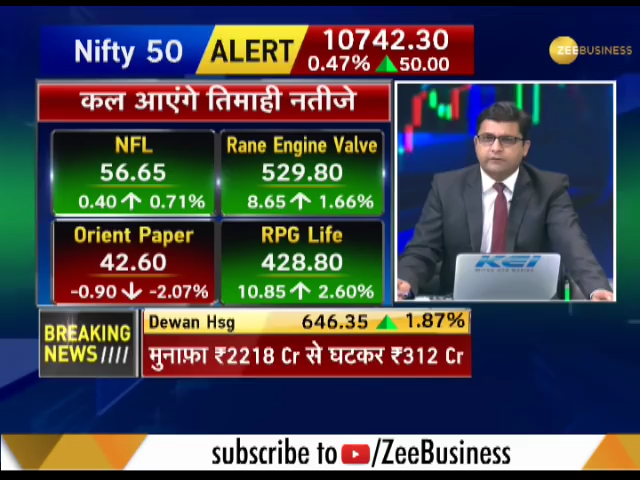 Nifty 50 ALERT 10742.30
0.47% 50.00
ZEE BUSINESS
कल आएंगे तिमाही नतीजे
NFL
56.65
0.40 0.71%
Rane Engine Valve
529.80
8.65 1.66%
Orient Paper
42.60
-0.90 -2.07%
RPG Life
428.80
10.85 2.60%
KEI
BREAKING
NEWS ////
Dewan Hsg 646.35 1.87%
मुनाफ़ा ₹2218 Cr से घटकर ₹312 Cr
subscribe to /ZeeBusiness